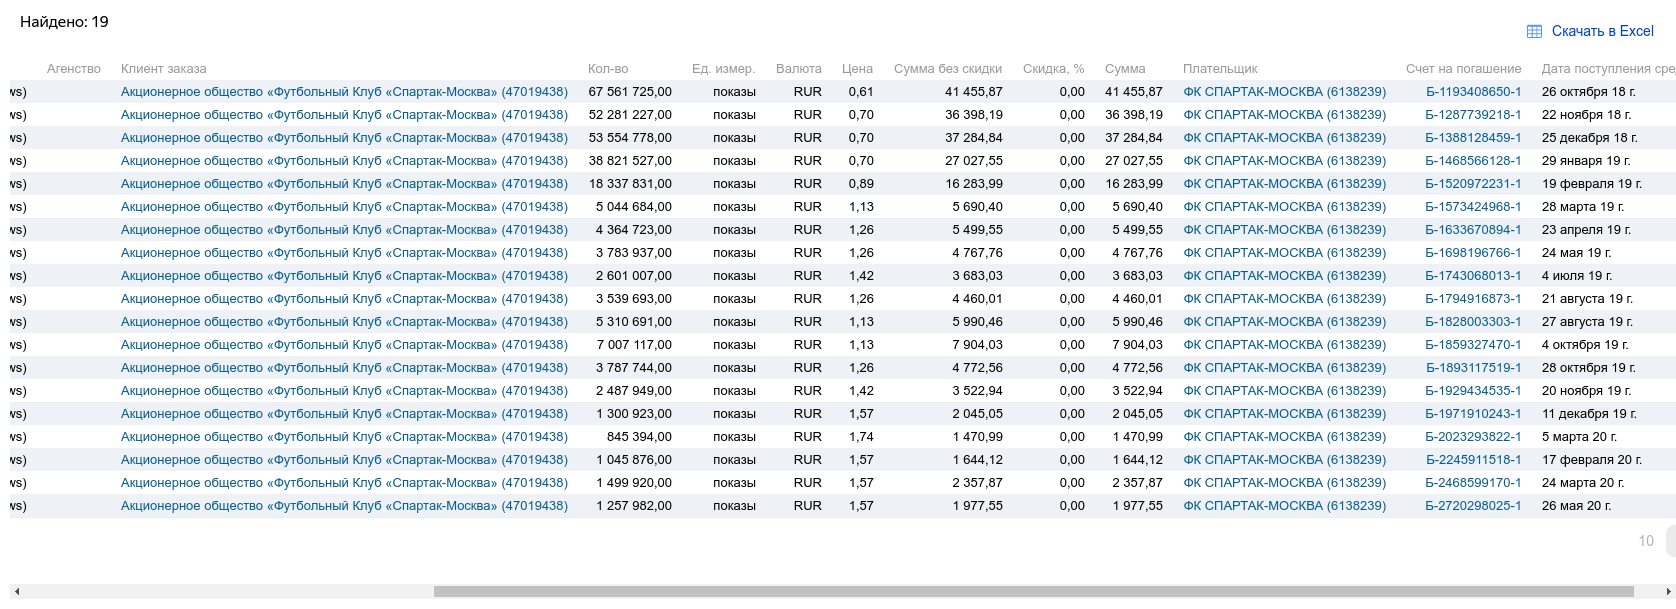 Найдено: 19
Скачать в Excel
Агенство Клиент заказа Кол-во Ед. измер. Валюта Цена Сумма без скидки Скидка, % Сумма Плательщик Счет на погашение Дата поступления сре
ws) Акционерное общество «Футбольный Клуб «Спартак-Москва» (47019438) 67 561 725,00 показы RUR 0,61 41 455,87 0,00 41 455,87 ФК СПАРТАК-МОСКВА (6138239) Б-1193408650-1 26 октября 18 г.
ws) Акционерное общество «Футбольный Клуб «Спартак-Москва» (47019438) 52 281 227,00 показы RUR 0,70 36 398,19 0,00 36 398,19 ФК СПАРТАК-МОСКВА (6138239) Б-1287739218-1 22 ноября 18 г.
ws) Акционерное общество «Футбольный Клуб «Спартак-Москва» (47019438) 53 554 778,00 показы RUR 0,70 37 284,84 0,00 37 284,84 ФК СПАРТАК-МОСКВА (6138239) Б-1388128459-1 25 декабря 18 г.
ws) Акционерное общество «Футбольный Клуб «Спартак-Москва» (47019438) 38 821 527,00 показы RUR 0,70 27 027,55 0,00 27 027,55 ФК СПАРТАК-МОСКВА (6138239) Б-1468566128-1 29 января 19 г.
ws) Акционерное общество «Футбольный Клуб «Спартак-Москва» (47019438) 18 337 831,00 показы RUR 0,89 16 283,99 0,00 16 283,99 ФК СПАРТАК-МОСКВА (6138239) Б-1520972231-1 19 февраля 19 г.
ws) Акционерное общество «Футбольный Клуб «Спартак-Москва» (47019438) 5 044 684,00 показы RUR 1,13 5 690,40 0,00 5 690,40 ФК СПАРТАК-МОСКВА (6138239) Б-1573424968-1 28 марта 19 г.
ws) Акционерное общество «Футбольный Клуб «Спартак-Москва» (47019438) 4 364 723,00 показы RUR 1,26 5 499,55 0,00 5 499,55 ФК СПАРТАК-МОСКВА (6138239) Б-1633670894-1 23 апреля 19 г.
ws) Акционерное общество «Футбольный Клуб «Спартак-Москва» (47019438) 3 783 937,00 показы RUR 1,26 4 767,76 0,00 4 767,76 ФК СПАРТАК-МОСКВА (6138239) Б-1698196766-1 24 мая 19 г.
ws) Акционерное общество «Футбольный Клуб «Спартак-Москва» (47019438) 2 601 007,00 показы RUR 1,42 3 683,03 0,00 3 683,03 ФК СПАРТАК-МОСКВА (6138239) Б-1743068013-1 4 июля 19 г.
ws) Акционерное общество «Футбольный Клуб «Спартак-Москва» (47019438) 3 539 693,00 показы RUR 1,26 4 460,01 0,00 4 460,01 ФК СПАРТАК-МОСКВА (6138239) Б-1794916873-1 21 августа 19 г.
ws) Акционерное общество «Футбольный Клуб «Спартак-Москва» (47019438) 5 310 691,00 показы RUR 1,13 5 990,46 0,00 5 990,46 ФК СПАРТАК-МОСКВА (6138239) Б-1828003303-1 27 августа 19 г.
ws) Акционерное общество «Футбольный Клуб «Спартак-Москва» (47019438) 7 007 117,00 показы RUR 1,13 7 904,03 0,00 7 904,03 ФК СПАРТАК-МОСКВА (6138239) Б-1859327470-1 4 октября 19 г.
ws) Акционерное общество «Футбольный Клуб «Спартак-Москва» (47019438) 3 787 744,00 показы RUR 1,26 4 772,56 0,00 4 772,56 ФК СПАРТАК-МОСКВА (6138239) Б-1893117519-1 28 октября 19 г.
ws) Акционерное общество «Футбольный Клуб «Спартак-Москва» (47019438) 2 487 949,00 показы RUR 1,42 3 522,94 0,00 3 522,94 ФК СПАРТАК-МОСКВА (6138239) Б-1929434535-1 20 ноября 19 г.
ws) Акционерное общество «Футбольный Клуб «Спартак-Москва» (47019438) 1 300 923,00 показы RUR 1,57 2 045,05 0,00 2 045,05 ФК СПАРТАК-МОСКВА (6138239) Б-1971910243-1 11 декабря 19 г.
ws) Акционерное общество «Футбольный Клуб «Спартак-Москва» (47019438) 845 394,00 показы RUR 1,74 1 470,99 0,00 1 470,99 ФК СПАРТАК-МОСКВА (6138239) Б-2023293822-1 5 марта 20 г.
ws) Акционерное общество «Футбольный Клуб «Спартак-Москва» (47019438) 1 045 876,00 показы RUR 1,57 1 644,12 0,00 1 644,12 ФК СПАРТАК-МОСКВА (6138239) Б-2245911518-1 17 февраля 20 г.
ws) Акционерное общество «Футбольный Клуб «Спартак-Москва» (47019438) 1 499 920,00 показы RUR 1,57 2 357,87 0,00 2 357,87 ФК СПАРТАК-МОСКВА (6138239) Б-2468599170-1 24 марта 20 г.
ws) Акционерное общество «Футбольный Клуб «Спартак-Москва» (47019438) 1 257 982,00 показы RUR 1,57 1 977,55 0,00 1 977,55 ФК СПАРТАК-МОСКВА (6138239) Б-2720298025-1 26 мая 20 г.
10